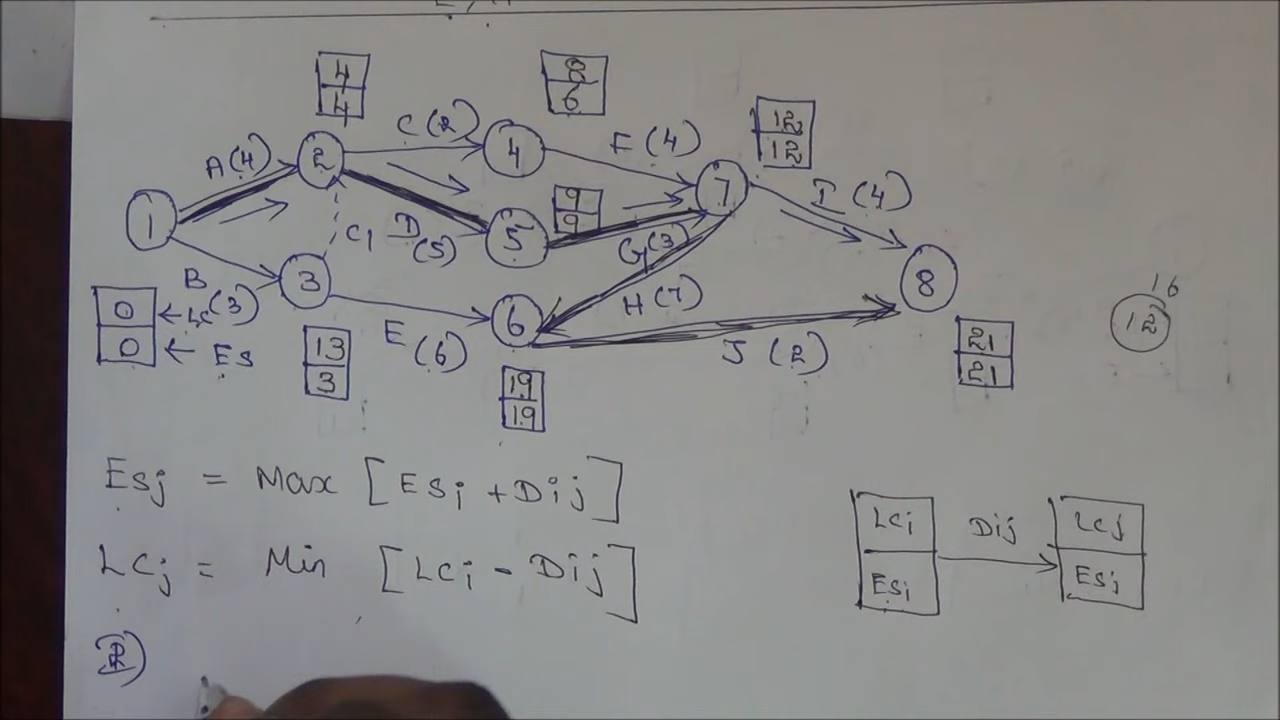 4
4
8
6
12
12
A(4)
2
C(2)
4
F(4)
7
I(4)
1
9
9
C1
D
(5)
5
G(3)
8
16
12
B
(3)
3
H(7)
0
← LC
0
← ES
E
(6)
6
J(2)
13
3
21
21
19
19
ESj = Max [ESi + Dij]
LCj = Min [LCi - Dij]
LCi
Dij
LCj
ESi
ESj